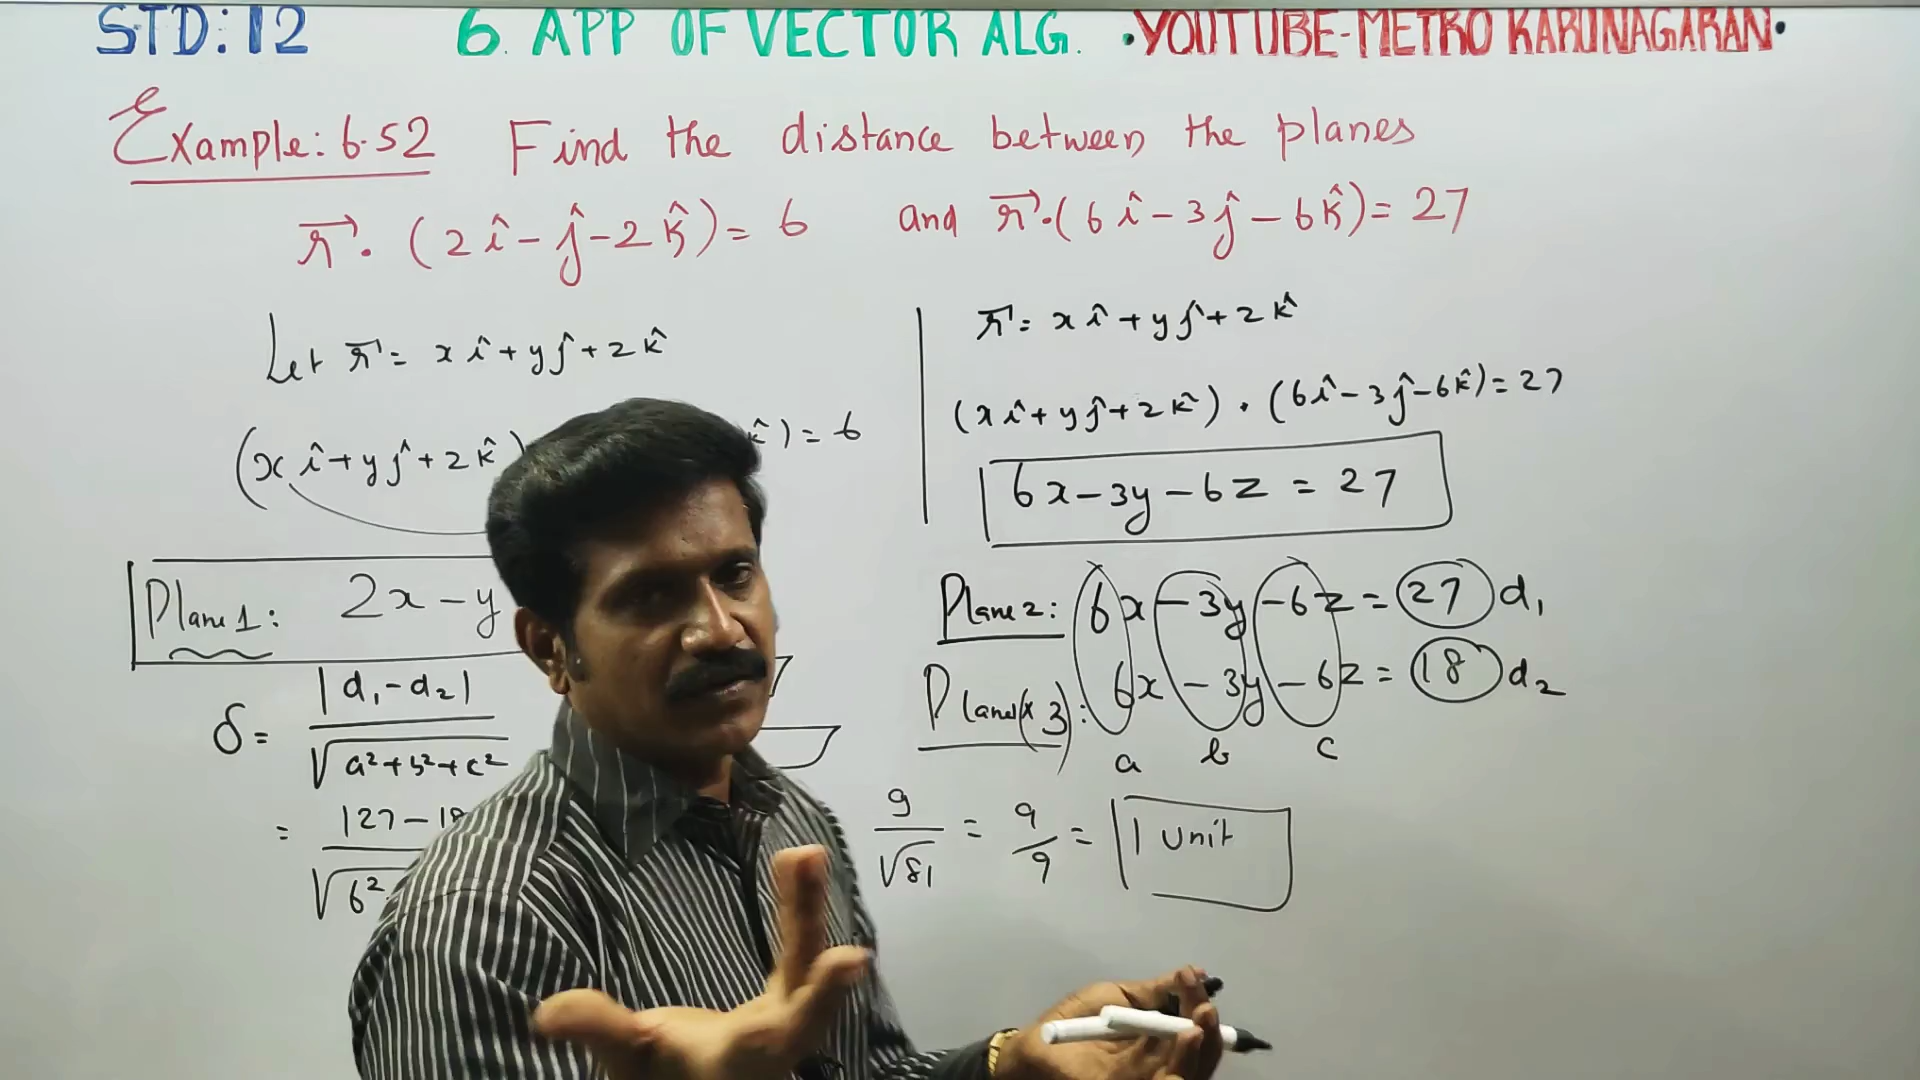 STD: 12 6. APP OF VECTOR ALG. •YOUTUBE-METRO KARUNAGARAN•
Example: 6.52 Find the distance between the planes
r⃗. (2î-ĵ-2k̂)= 6 and r⃗.(6î-3ĵ-6k̂)= 27
Let r⃗ = xî+yĵ+zk̂
(xî+yĵ+zk̂) k̂)=6
Plane 1: 2x-y
δ= |d₁-d₂| / √a²+b²+c²
= |27-18 / √6²
r⃗= xî+yĵ+zk̂
(xî+yĵ+zk̂) . (6î-3ĵ-6k̂)=27
6x-3y-6z = 27
Plane 2: 6x-3y-6z = 27 d₁
Plane(x3): 6x-3y-6z = 18 d₂
a b c
9/√81 = 9/9 = 1 unit